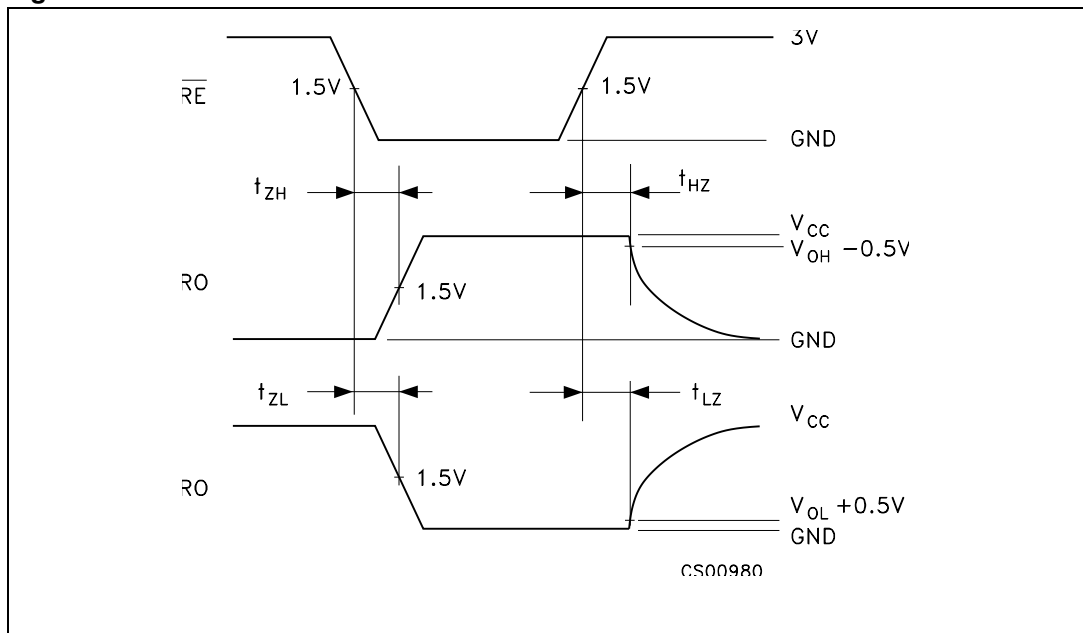 3V
RE
1.5V
1.5V
GND
tZH
tHZ
VCC
VOH −0.5V
RO
1.5V
GND
tZL
tLZ
VCC
1.5V
RO
VOL +0.5V
GND
CS00980